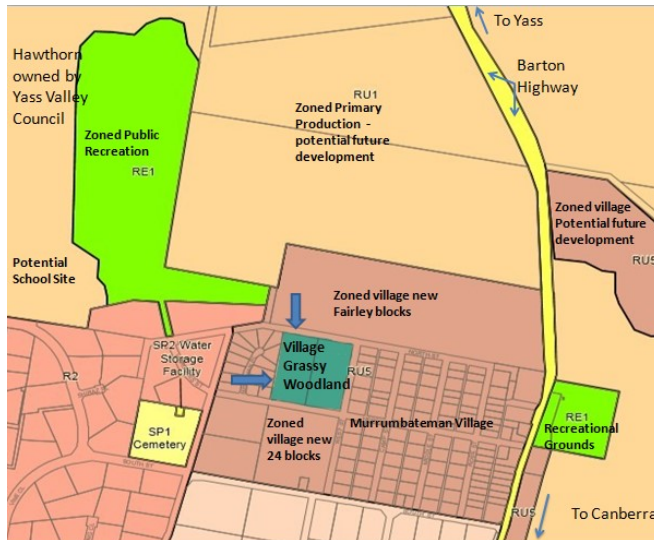 To Yass
Hawthorn
owned by
Yass Valley
Council
Barton
Highway
RU1
Zoned Primary
Production -
potential future
development
Zoned Public
Recreation
RE1
Zoned village
Potential future
development
RU5
Potential
School Site
Zoned village new
Fairley blocks
SP2 Water
Storage
Facility
Village
Grassy
Woodland
RU5
R2
SP1
Cemetery
Zoned
village new
24 blocks
Murrumbateman Village
RE1
Recreational
Grounds
RU5
To Canberra